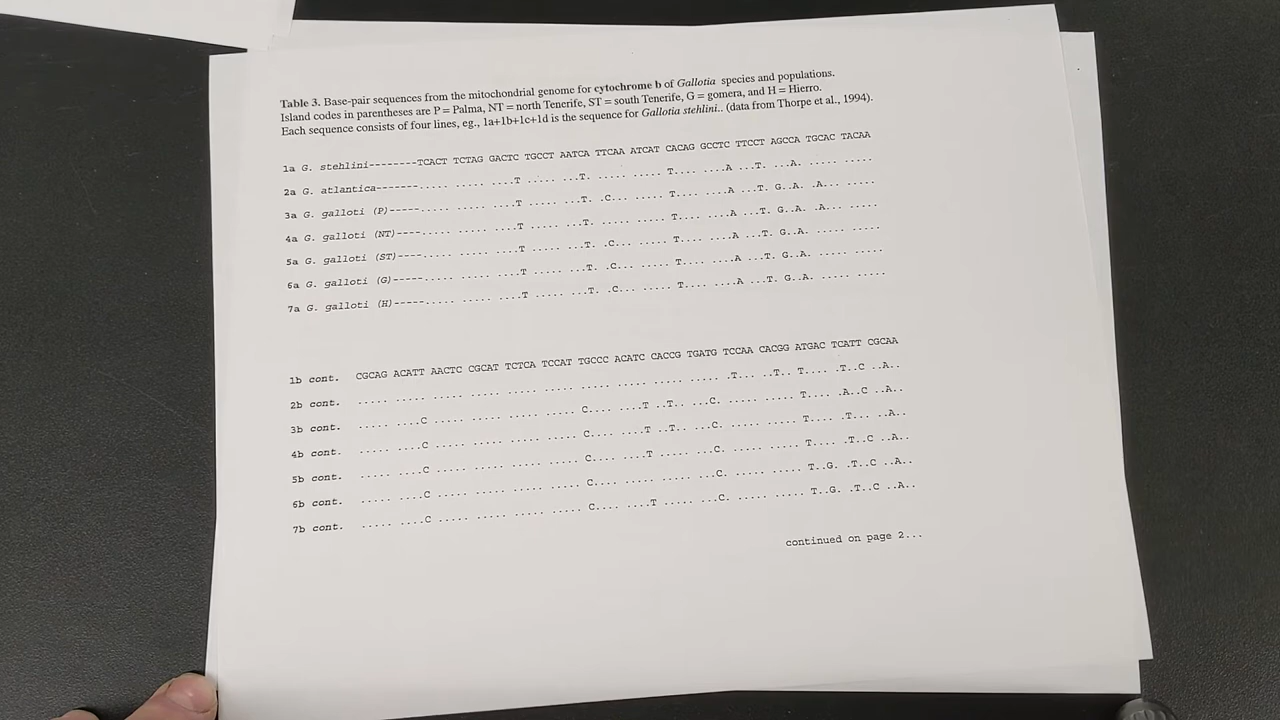 Table 3. Base-pair sequences from the mitochondrial genome for cytochrome b of Gallotia species and populations.
Island codes in parentheses are P = Palma, NT = north Tenerife, ST = south Tenerife, G = gomera, and H = Hierro.
Each sequence consists of four lines, eg., 1a+1b+1c+1d is the sequence for Gallotia stehlini.. (data from Thorpe et al., 1994).
1a G. stehlini--------TCACT TCTAG GACTC TGCCT AATCA TTCAA ATCAT CACAG GCCTC TTCCT AGCCA TGCAC TACAA
2a G. atlantica-------..... ..... ....T ..... ...T. ..... ..... T.... ....A ...T. ...A. ..... .....
3a G. galloti (P)-----..... ..... ....T ..... ...T. .C... ..... T.... ....A ...T. G..A. .A... .....
4a G. galloti (NT)----..... ..... ....T ..... ...T. ..... ..... T.... ....A ...T. G..A. .A... .....
5a G. galloti (ST)----..... ..... ....T ..... ...T. .C... ..... T.... ....A ...T. G..A. ..... .....
6a G. galloti (G)-----..... ..... ....T ..... ...T. .C... ..... T.... ....A ...T. G..A. ..... .....
7a G. galloti (H)-----..... ..... ....T ..... ...T. .C... ..... T.... ....A ...T. G..A. ..... .....
1b cont. CGCAG ACATT AACTC CGCAT TCTCA TCCAT TGCCC ACATC CACCG TGATG TCCAA CACGG ATGAC TCATT CGCAA
2b cont. ..... ..... ..... ..... ..... ..... ..... ..... ..... ..... .T... ..T.. T.... .T..C ..A..
3b cont. ..... ....C ..... ..... ..... ..... C.... ....T ..T.. ...C. ..... ..... T.... .A..C ..A..
4b cont. ..... ....C ..... ..... ..... ..... C.... ....T ..T.. ...C. ..... ..... T.... .T... ..A..
5b cont. ..... ....C ..... ..... ..... ..... C.... ....T ..... ...C. ..... ..... T.... .T..C ..A..
6b cont. ..... ....C ..... ..... ..... ..... C.... ..... ..... ...C. ..... ..... T..G. .T..C ..A..
7b cont. ..... ....C ..... ..... ..... ..... C.... ....T ..... ...C. ..... ..... T..G. .T..C ..A..
continued on page 2...